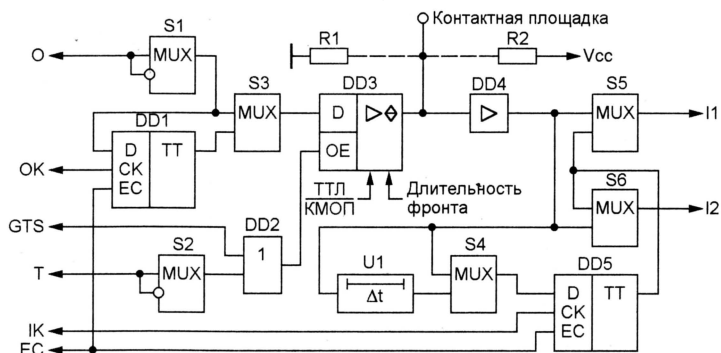 S1
Контактная площадка
O
MUX
R1
R2
Vcc
S3
DD3
DD4
S5
MUX
D
MUX
I1
DD1
D
TT
CK
EC
OE
OK
ТТЛ
КМОП
Длительность
фронта
S6
MUX
I2
GTS
DD2
1
S2
MUX
T
U1
Δt
S4
MUX
DD5
D
TT
CK
EC
IK
EC